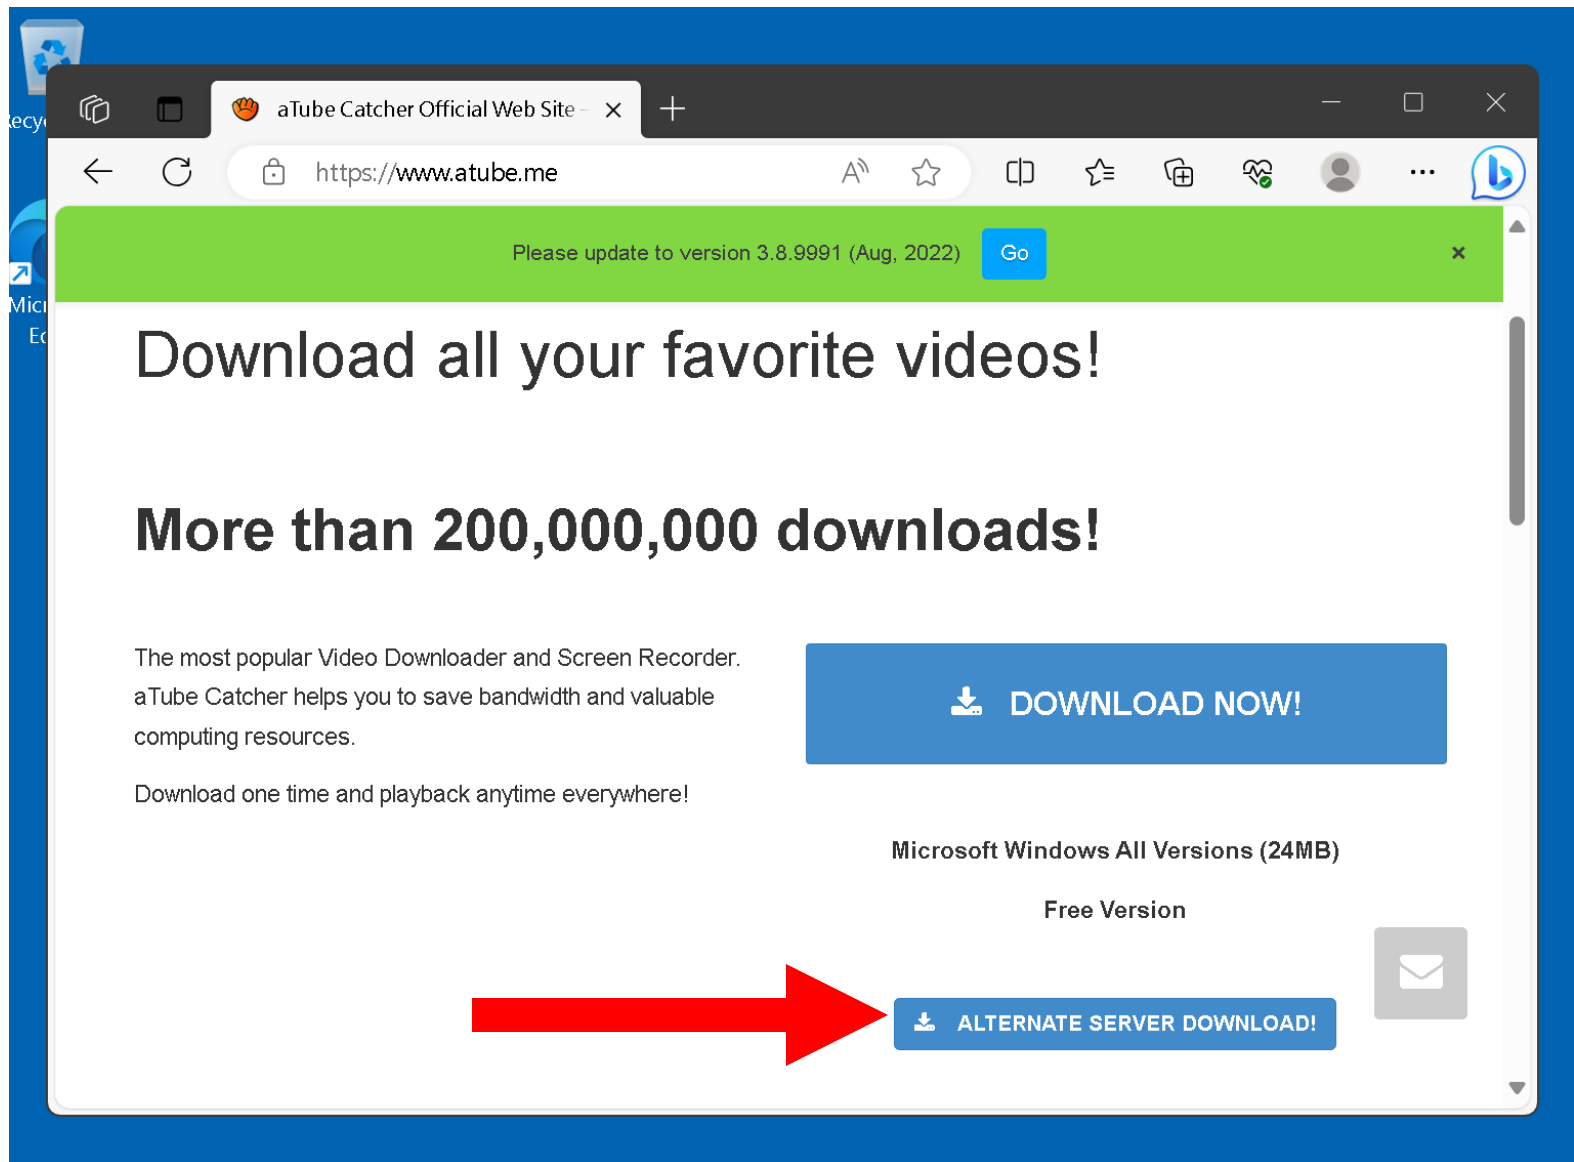 aTube Catcher Official Web Site -
https://www.atube.me
Please update to version 3.8.9991 (Aug, 2022)
Go
Download all your favorite videos!
More than 200,000,000 downloads!
The most popular Video Downloader and Screen Recorder.
aTube Catcher helps you to save bandwidth and valuable
computing resources.
Download one time and playback anytime everywhere!
DOWNLOAD NOW!
Microsoft Windows All Versions (24MB)
Free Version
ALTERNATE SERVER DOWNLOAD!